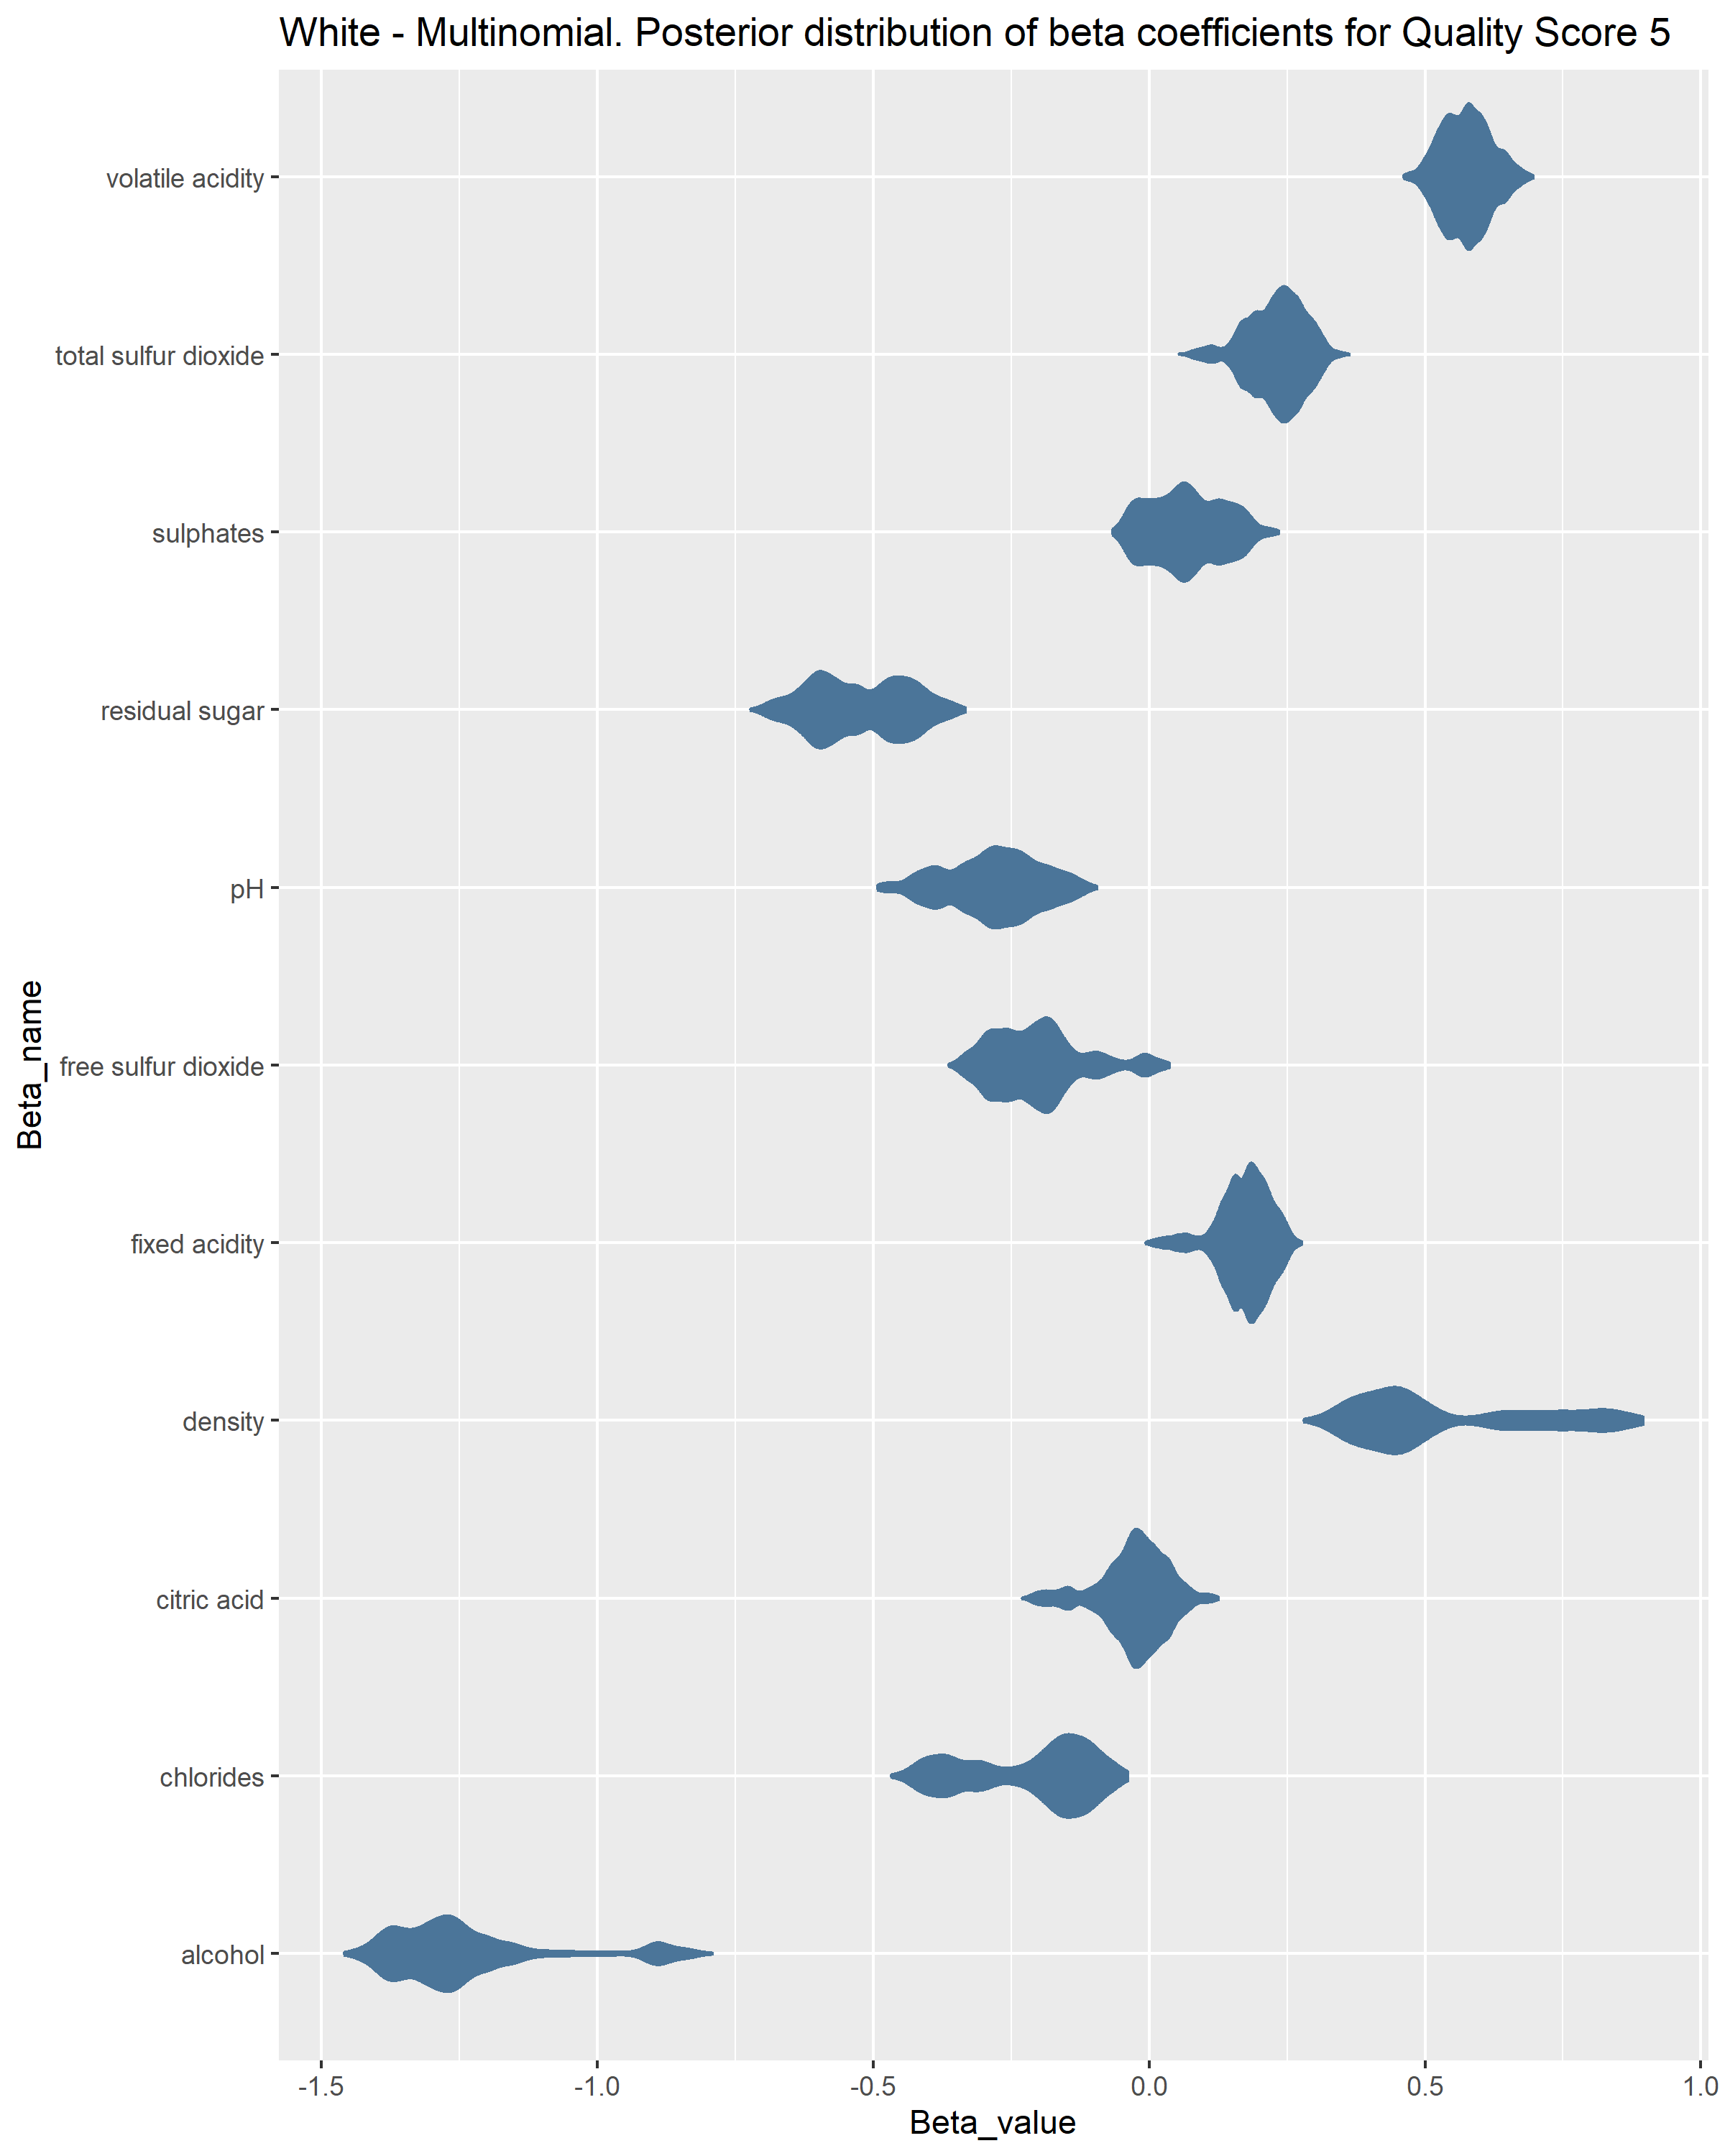 White - Multinomial. Posterior distribution of beta coefficients for Quality Score 5
Beta_name
volatile acidity
total sulfur dioxide
sulphates
residual sugar
pH
free sulfur dioxide
fixed acidity
density
citric acid
chlorides
alcohol
-1.5 -1.0 -0.5 0.0 0.5 1.0
Beta_value